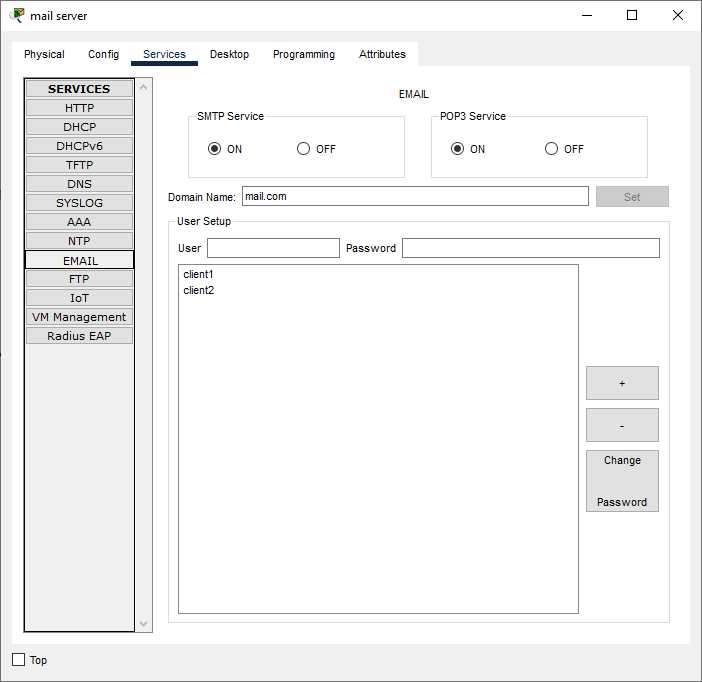 mail server
Physical Config Services Desktop Programming Attributes
SERVICES
HTTP
DHCP
DHCPv6
TFTP
DNS
SYSLOG
AAA
NTP
EMAIL
FTP
IoT
VM Management
Radius EAP
EMAIL
SMTP Service
ON OFF
POP3 Service
ON OFF
Domain Name: mail.com Set
User Setup
User Password
client1
client2
+
-
Change
Password
Top